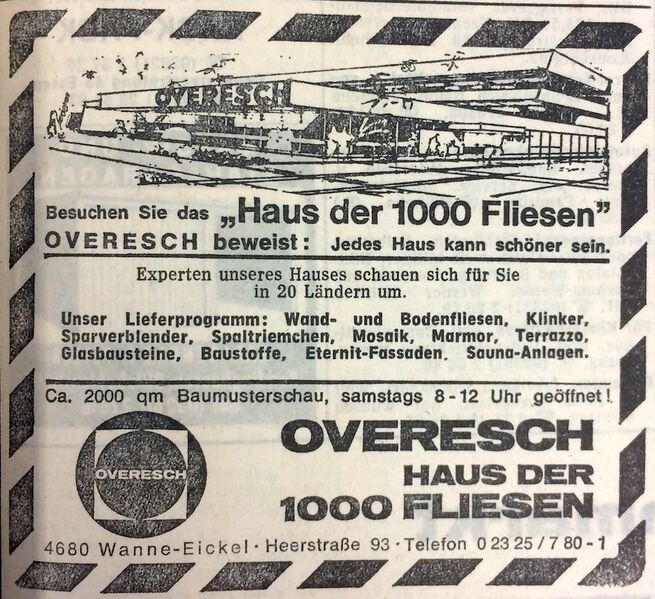 OVERESCH
Besuchen Sie das „Haus der 1000 Fliesen”
OVERESCH beweist: Jedes Haus kann schöner sein.
Experten unseres Hauses schauen sich für Sie
in 20 Ländern um.
Unser Lieferprogramm: Wand- und Bodenfliesen, Klinker,
Sparverblender, Spaltriemchen, Mosaik, Marmor, Terrazzo,
Glasbausteine, Baustoffe, Eternit-Fassaden. Sauna-Anlagen.
Ca. 2000 qm Baumusterschau, samstags 8-12 Uhr geöffnet!
OVERESCH
OVERESCH
HAUS DER
1000 FLIESEN
4680 Wanne-Eickel · Heerstraße 93 · Telefon 0 23 25 / 7 80 - 1